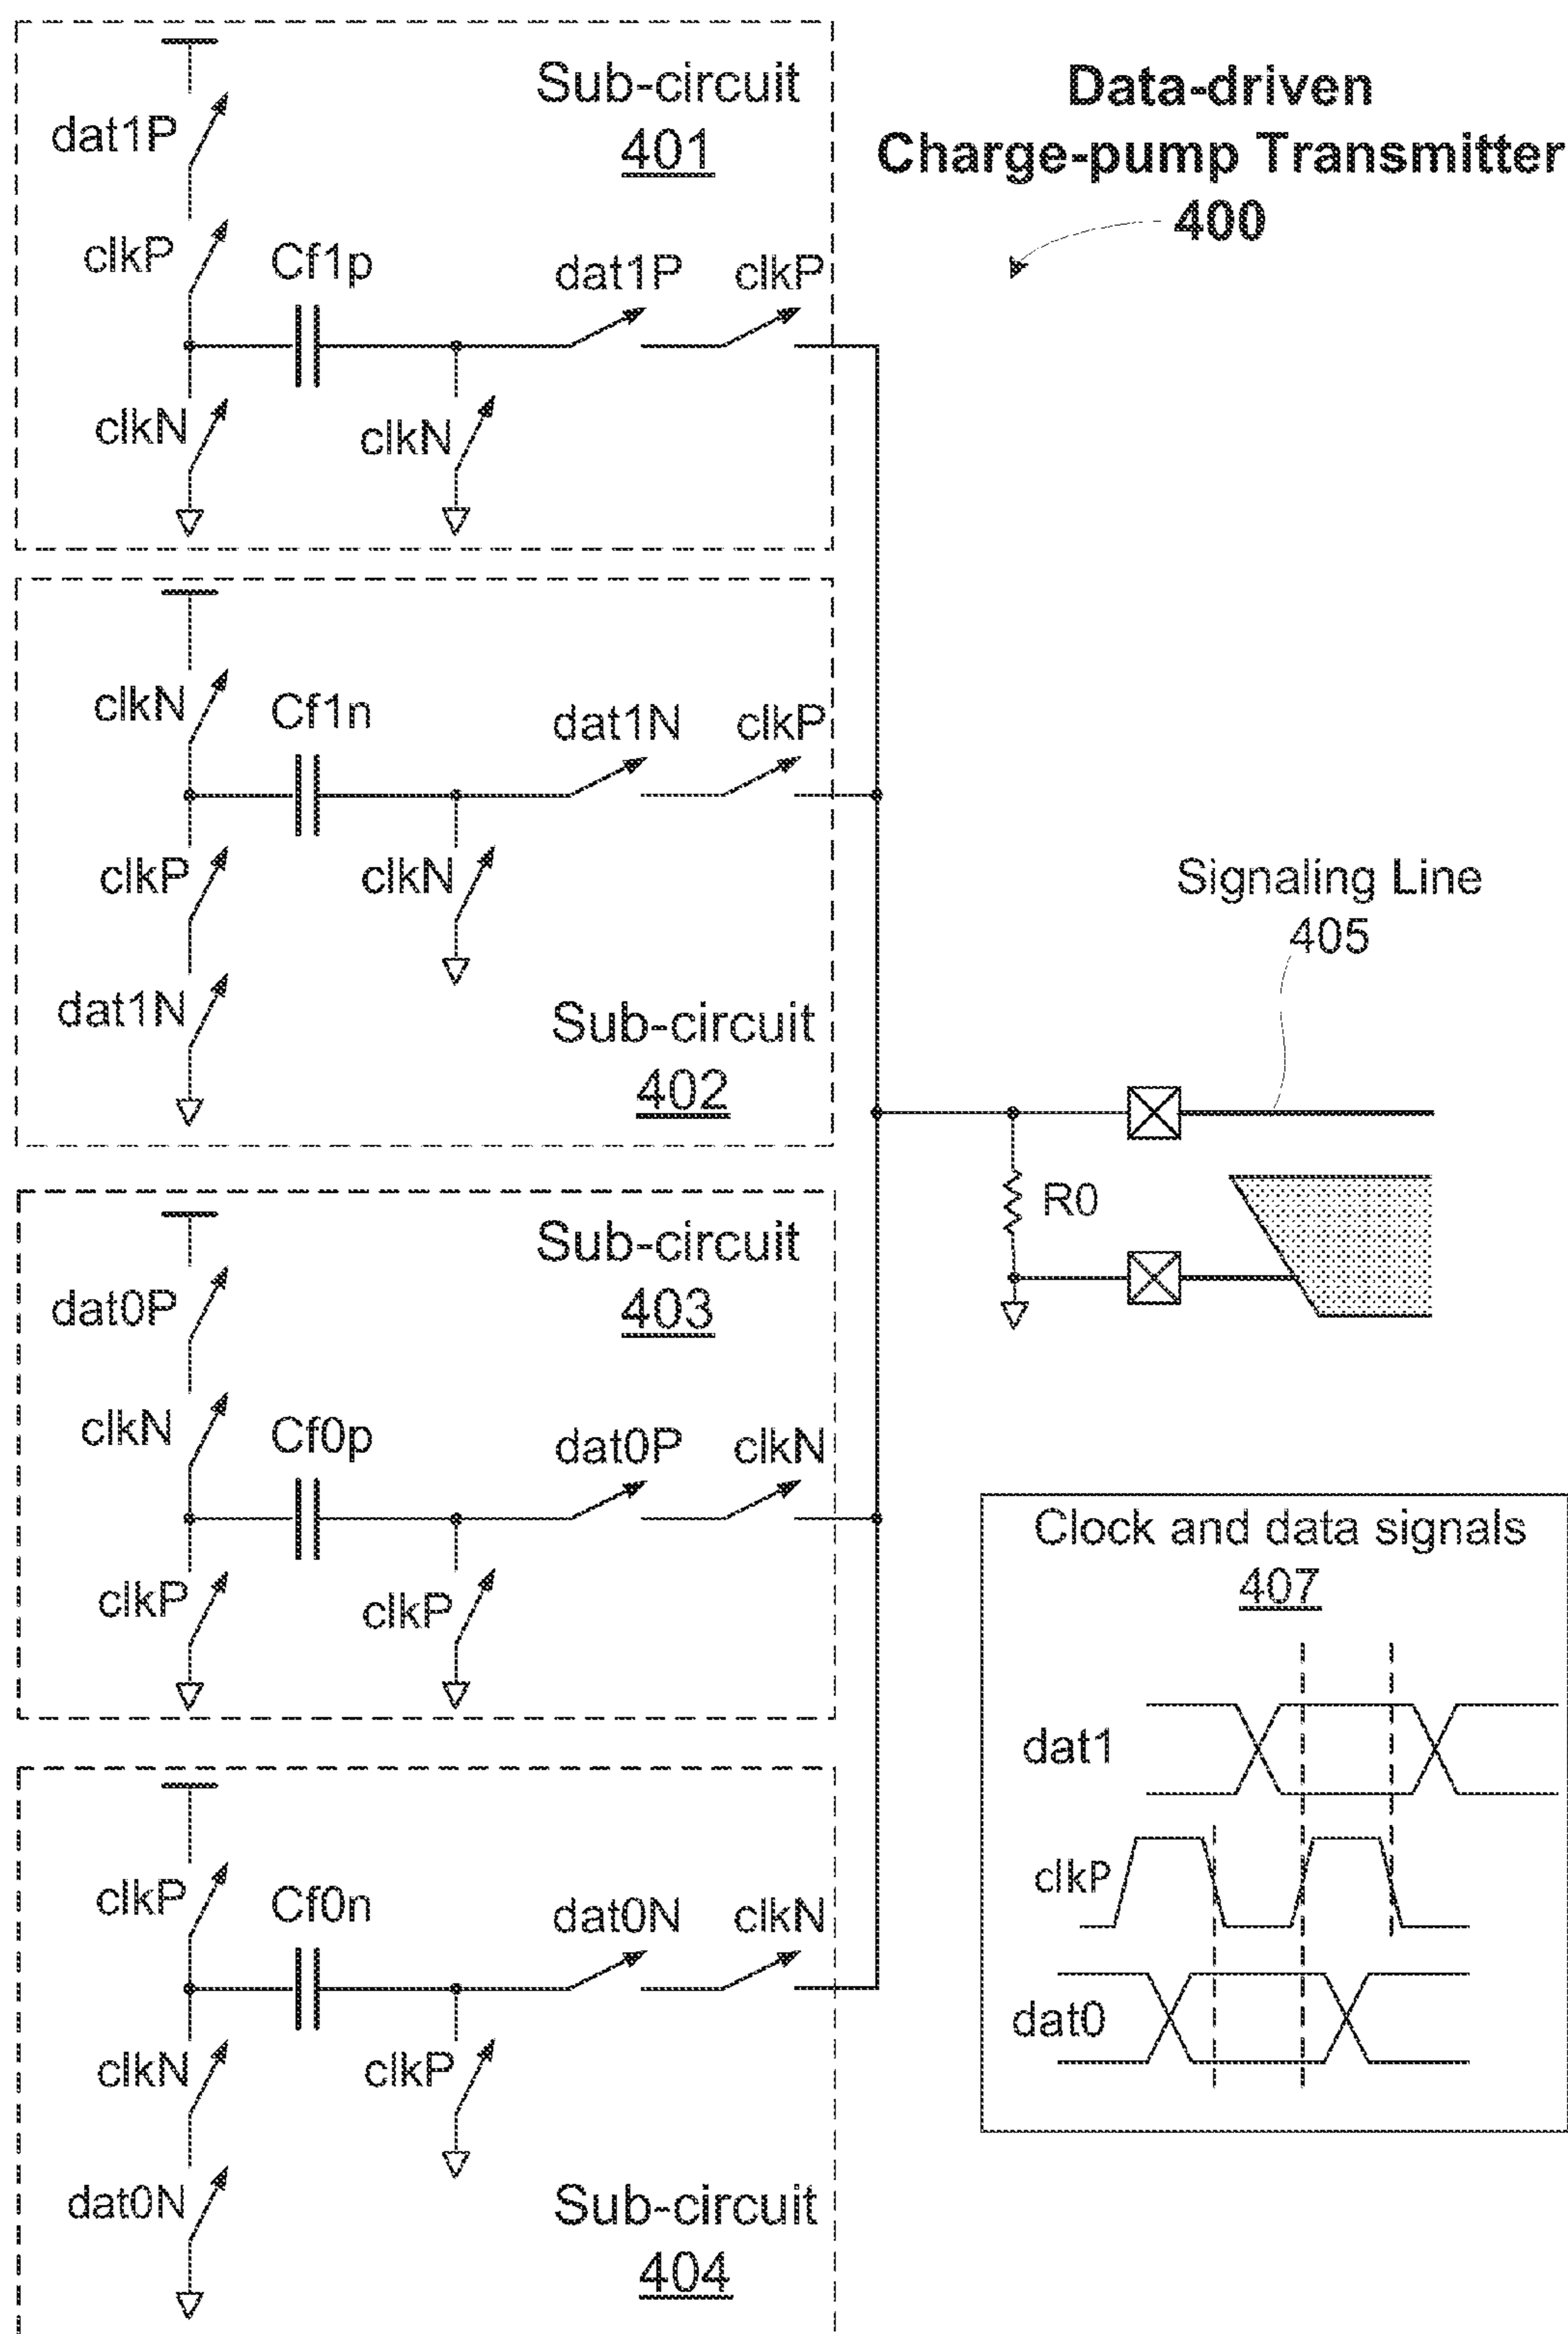 Data-driven
Charge-pump Transmitter
400
Sub-circuit
401
dat1P
clkP
Cf1p
dat1P
clkP
clkN
clkN
clkN
Cf1n
dat1N
clkP
clkP
clkN
dat1N
Sub-circuit
402
Signaling Line
405
R0
Sub-circuit
403
dat0P
clkN
Cf0p
dat0P
clkN
clkP
clkP
clkP
Cf0n
dat0N
clkN
clkN
clkP
dat0N
Sub-circuit
404
Clock and data signals
407
dat1
clkP
dat0